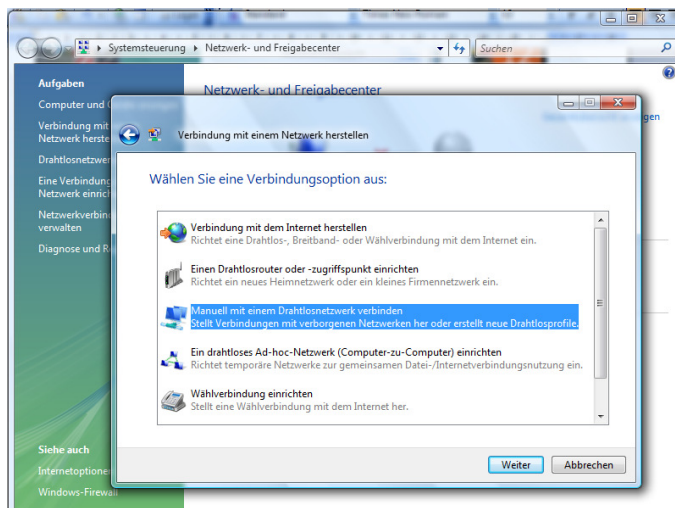 Systemsteuerung ▸ Netzwerk- und Freigabecenter
Suchen
Aufgaben
Computer und
Verbindung mit
Netzwerk herste
Drahtlosnetzwer
Eine Verbindung
Netzwerk einrich
Netzwerkverbin
verwalten
Diagnose und R
Siehe auch
Internetoptione
Windows-Firewall
Netzwerk- und Freigabecenter
Verbindung mit einem Netzwerk herstellen
Wählen Sie eine Verbindungsoption aus:
Verbindung mit dem Internet herstellen
Richtet eine Drahtlos-, Breitband- oder Wählverbindung mit dem Internet ein.
Einen Drahtlosrouter oder -zugriffspunkt einrichten
Richtet ein neues Heimnetzwerk oder ein kleines Firmennetzwerk ein.
Manuell mit einem Drahtlosnetzwerk verbinden
Stellt Verbindungen mit verborgenen Netzwerken her oder erstellt neue Drahtlosprofile.
Ein drahtloses Ad-hoc-Netzwerk (Computer-zu-Computer) einrichten
Richtet temporäre Netzwerke zur gemeinsamen Datei-/Internetverbindungsnutzung ein.
Wählverbindung einrichten
Stellt eine Wählverbindung mit dem Internet her.
Weiter
Abbrechen